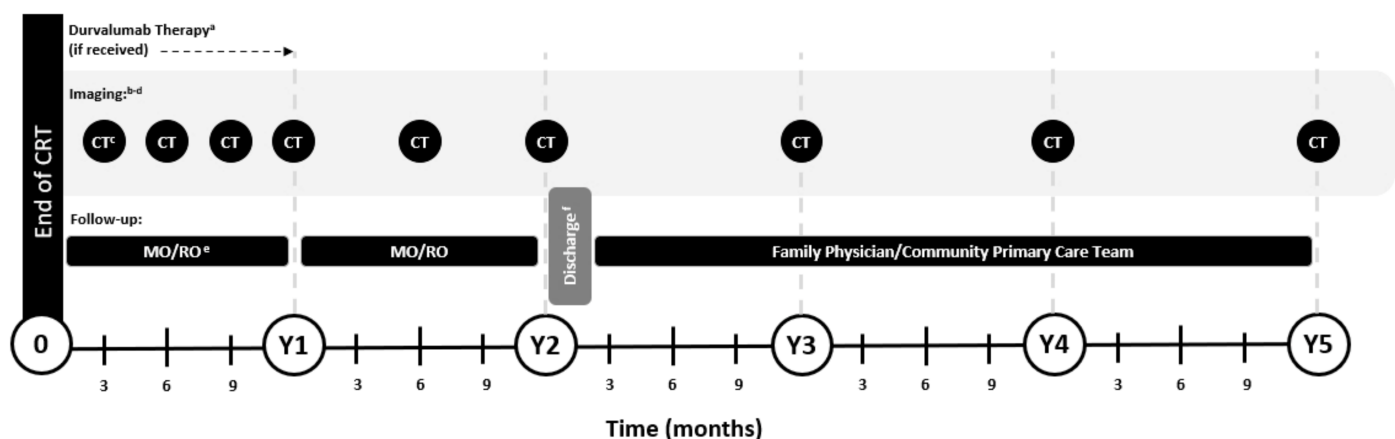 End of CRT
Durvalumab Therapyᵃ
(if received)
Imaging:ᵇ⁻ᵈ
CTᶜ CT CT CT CT CT CT CT CT
Follow-up:
MO/RO ᵉ MO/RO Dischargeᶠ Family Physician/Community Primary Care Team
0 Y1 Y2 Y3 Y4 Y5
3 6 9 3 6 9 3 6 9 3 6 9 3 6 9
Time (months)